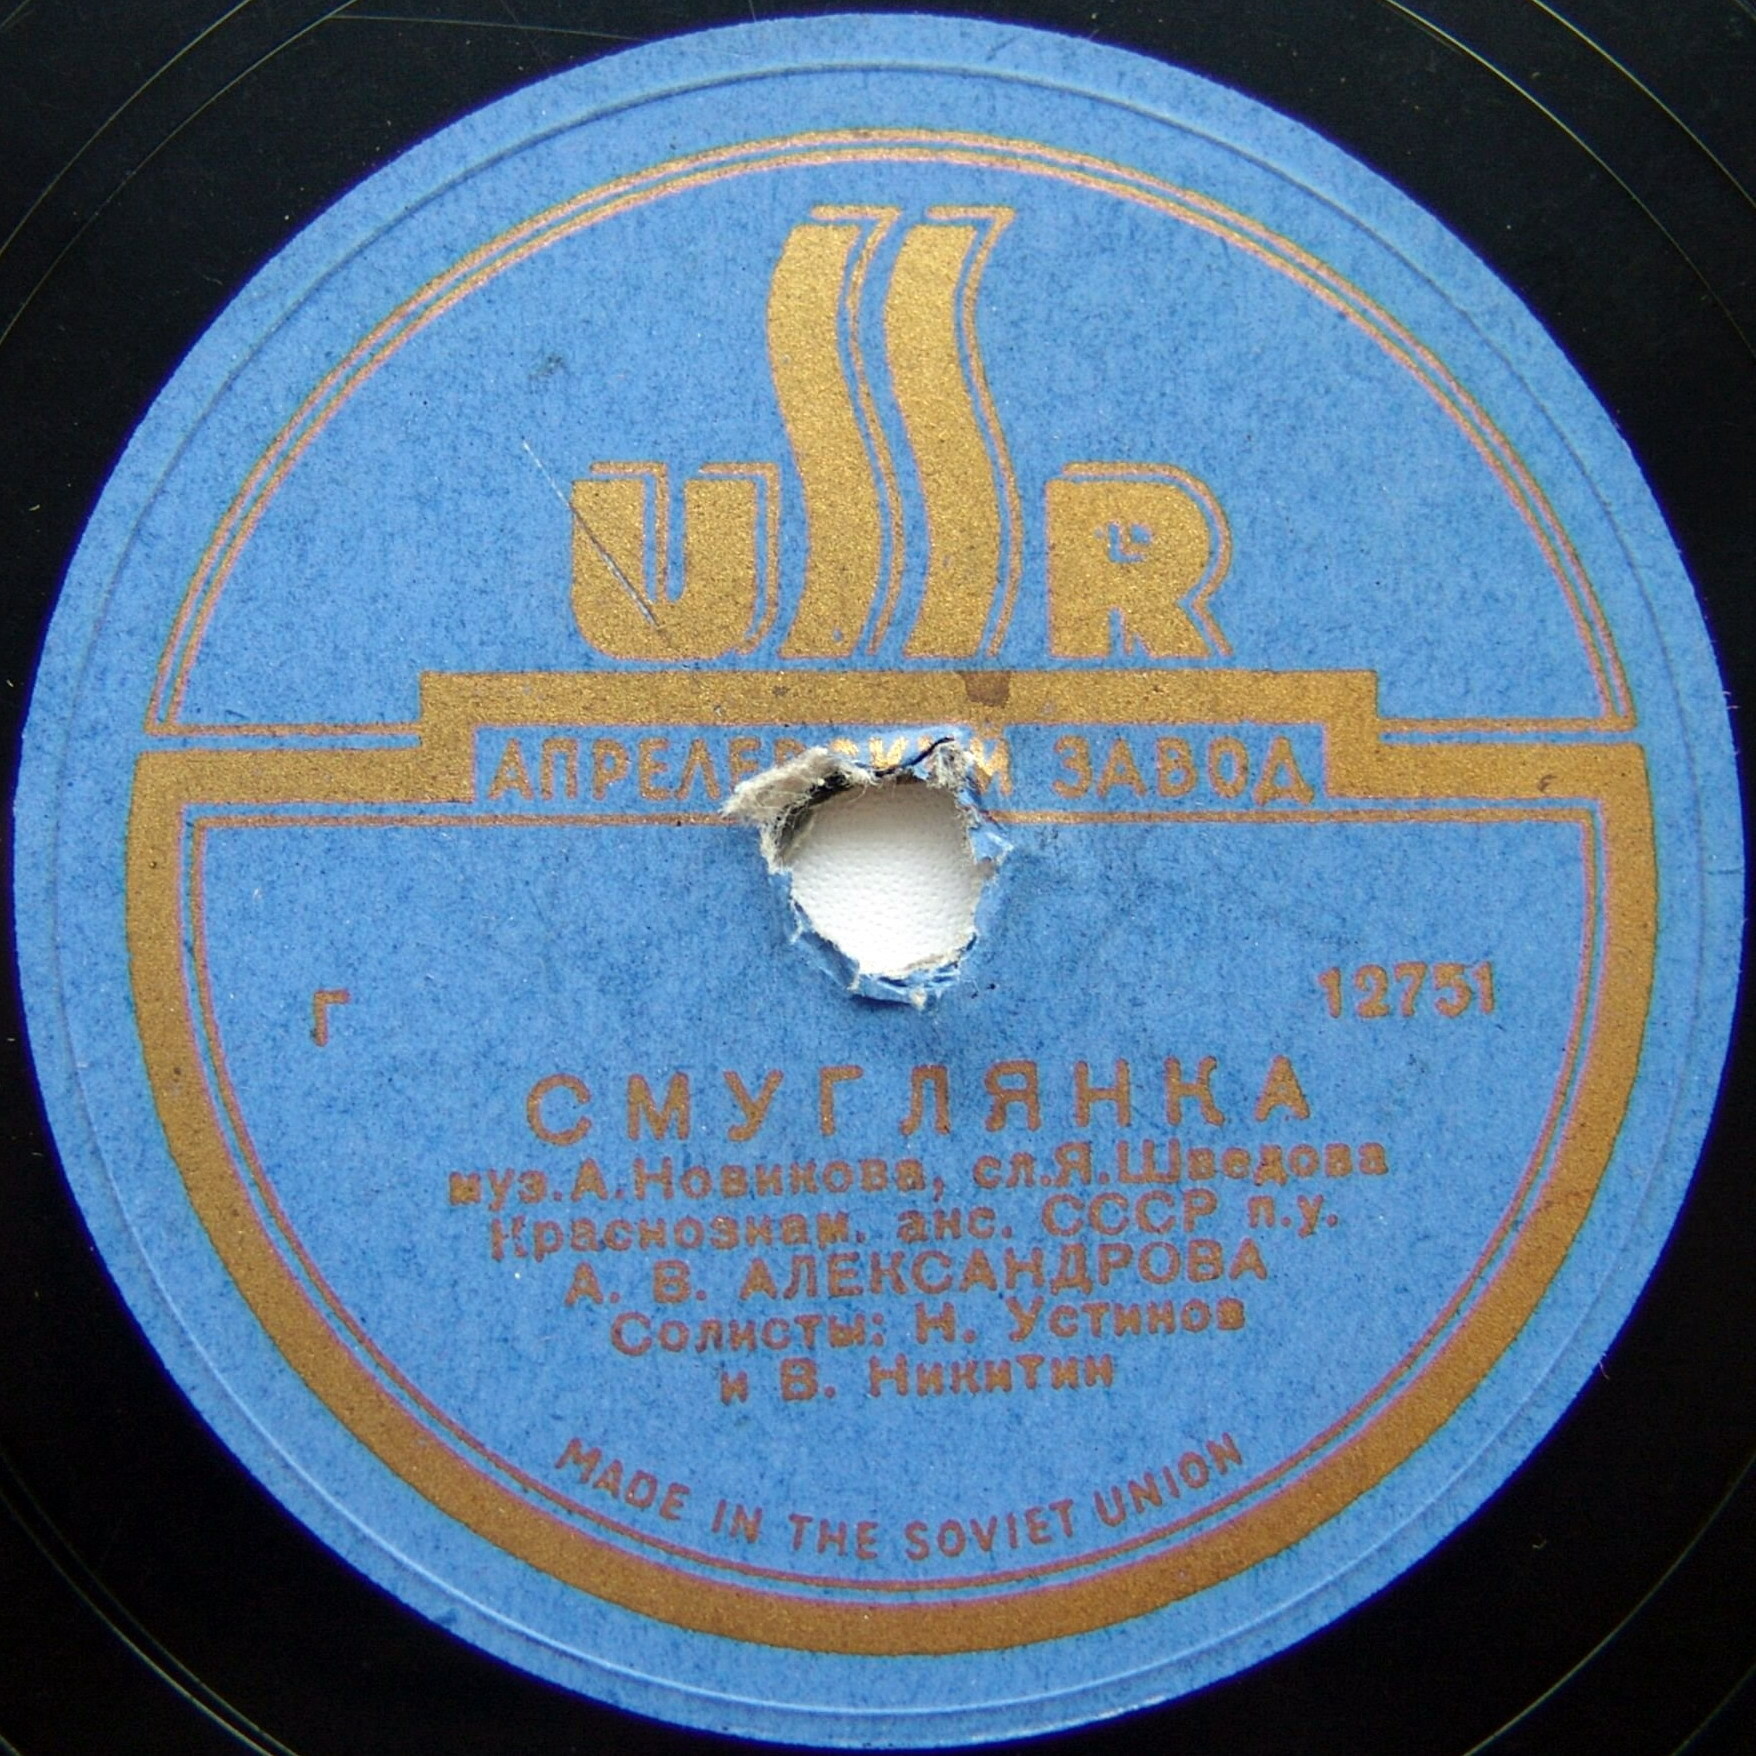 USSR
АПРЕЛЕВСКИЙ ЗАВОД
Г 12751
СМУГЛЯНКА
муз. А. Новикова, сл. Я. Шведова
Краснознам. анс. СССР п.у.
А. В. АЛЕКСАНДРОВА
Солисты: Н. Устинов
и В. Никитин
MADE IN THE SOVIET UNION